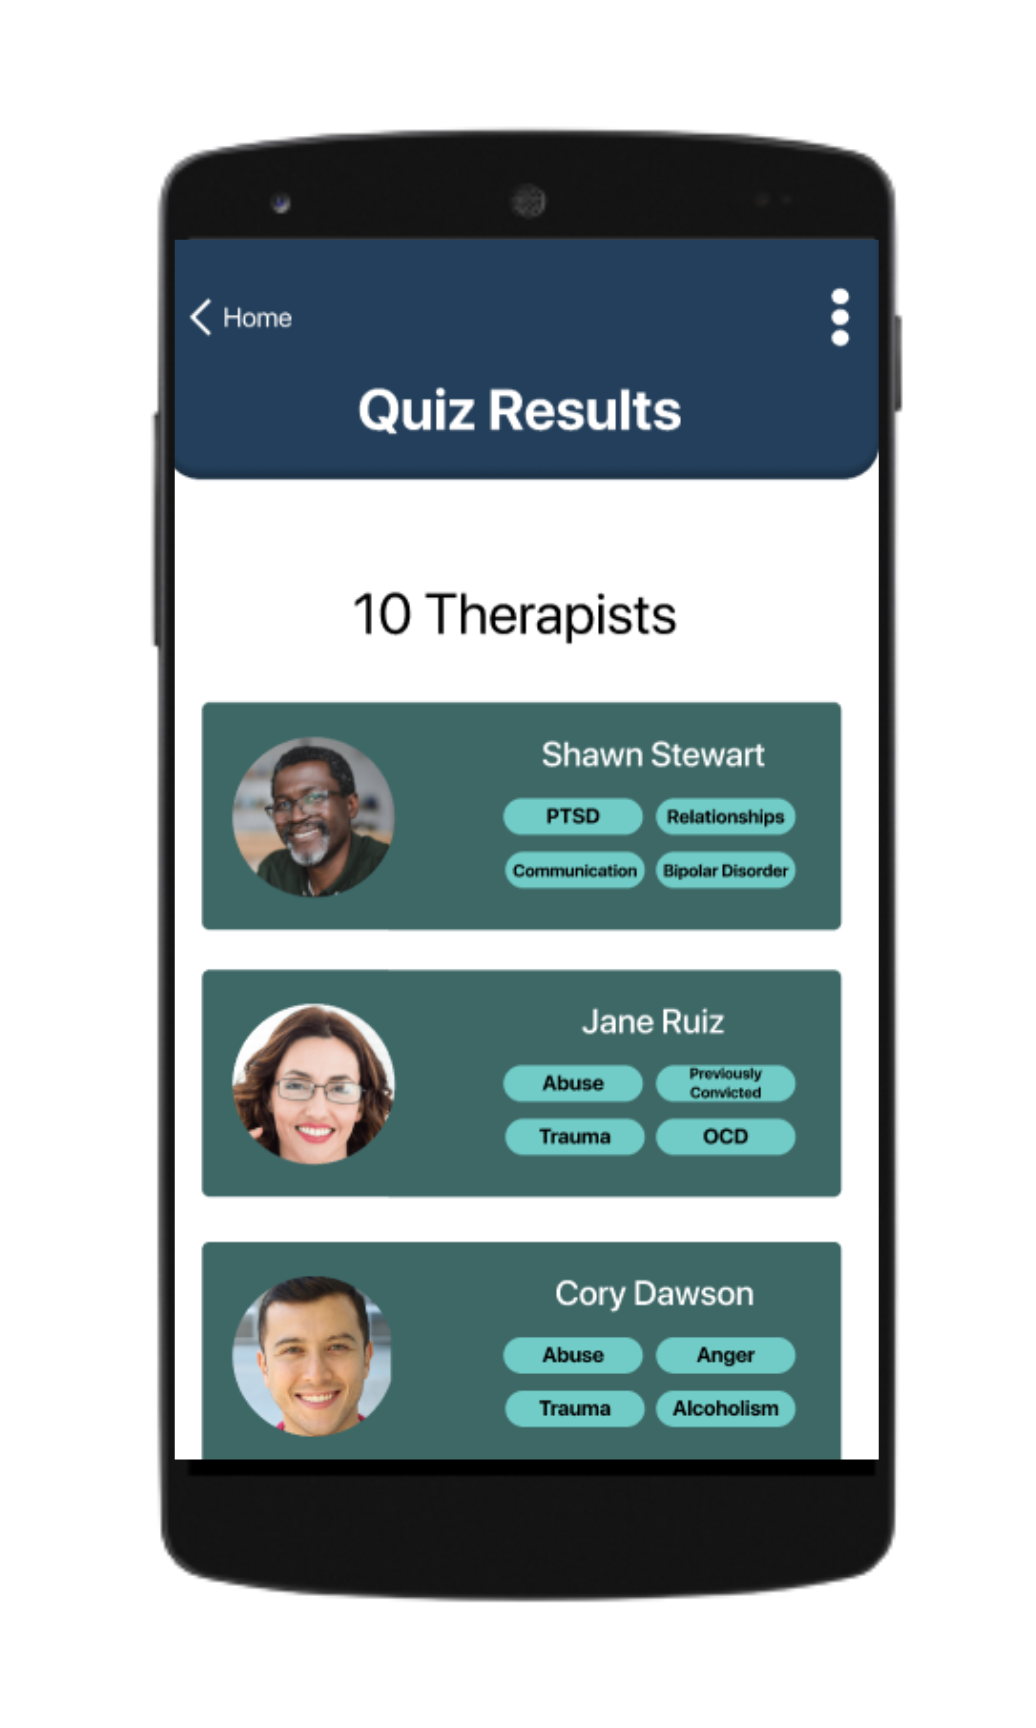 Home
Quiz Results
10 Therapists
Shawn Stewart
PTSD
Relationships
Communication
Bipolar Disorder
Jane Ruiz
Abuse
Previously
Convicted
Trauma
OCD
Cory Dawson
Abuse
Anger
Trauma
Alcoholism